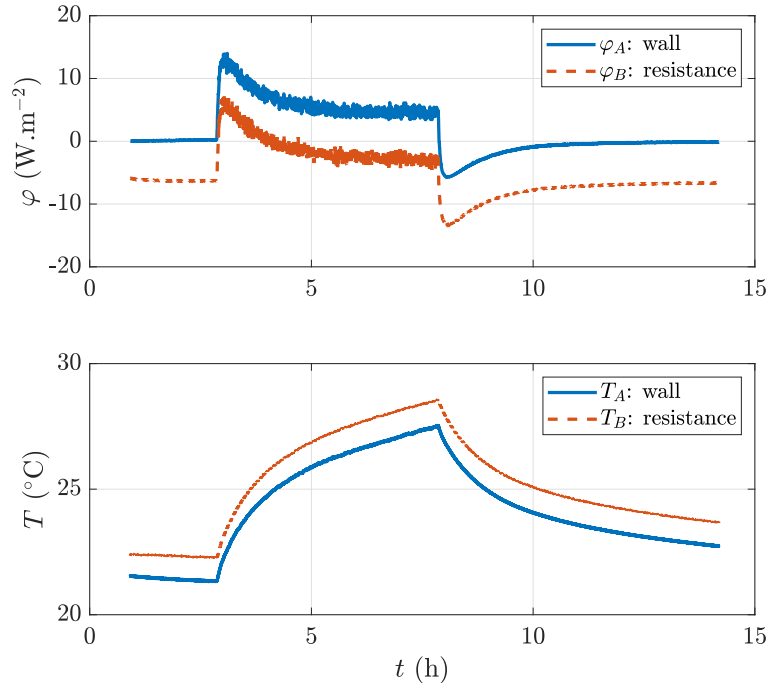 20
10
0
−10
−20
φ (W.m⁻²)
φ_A: wall
φ_B: resistance
0 5 10 15
30
25
20
T (°C)
T_A: wall
T_B: resistance
0 5 10 15
t (h)